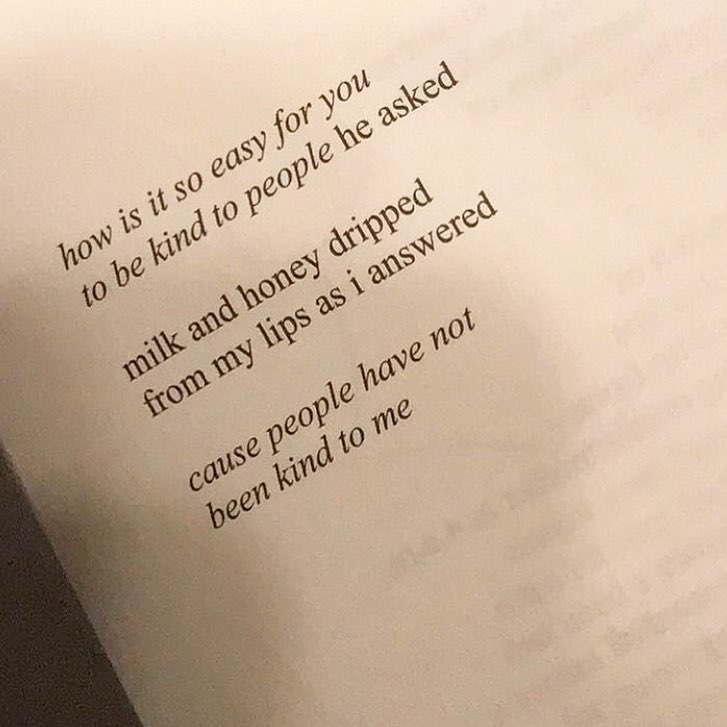 how is it so easy for you
to be kind to people he asked
milk and honey dripped
from my lips as i answered
cause people have not
been kind to me